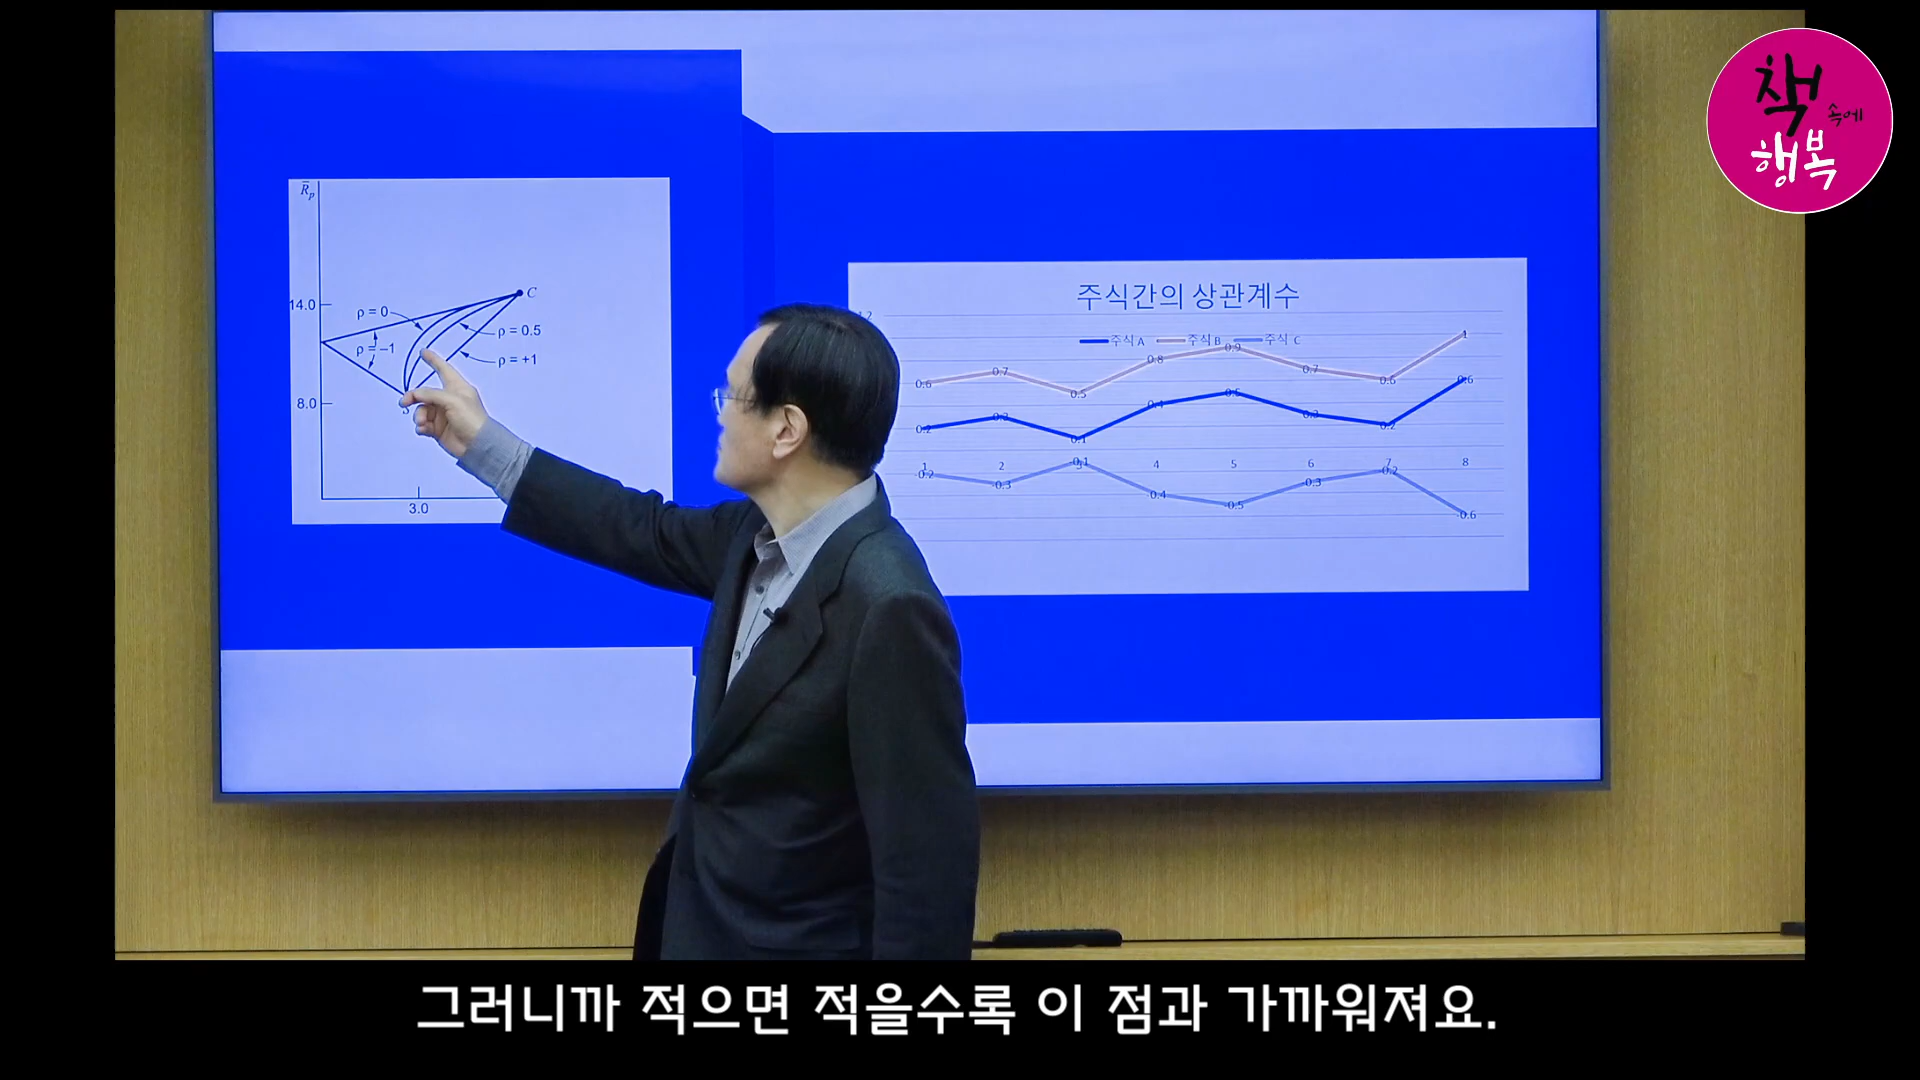 책
속에
행복
R̄p
14.0
C
ρ = 0
ρ = 0.5
ρ = –1
ρ = +1
8.0
S
3.0
주식간의 상관계수
주식 A 주식 B 주식 C
0.6 0.7 0.5 0.8 0.9 0.7 0.6 1
0.2 0.3 0.1 0.4 0.5 0.3 0.2 0.6
1 2 3 4 5 6 7 8
-0.2 -0.3 -0.1 -0.4 -0.5 -0.3 -0.2 -0.6
그러니까 적으면 적을수록 이 점과 가까워져요.